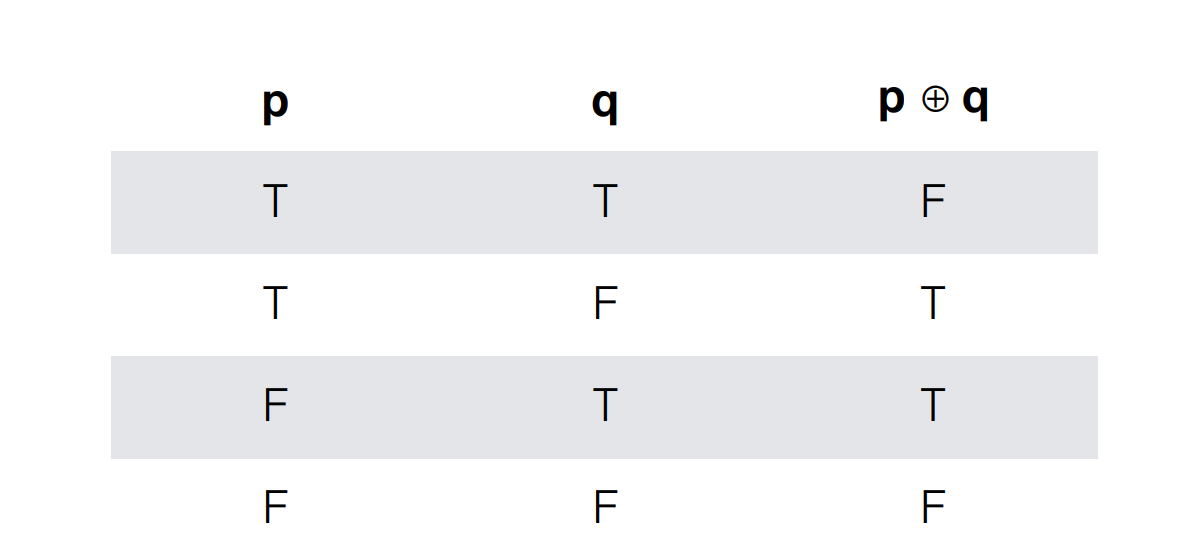 p q p ⊕ q
T T F
T F T
F T T
F F F